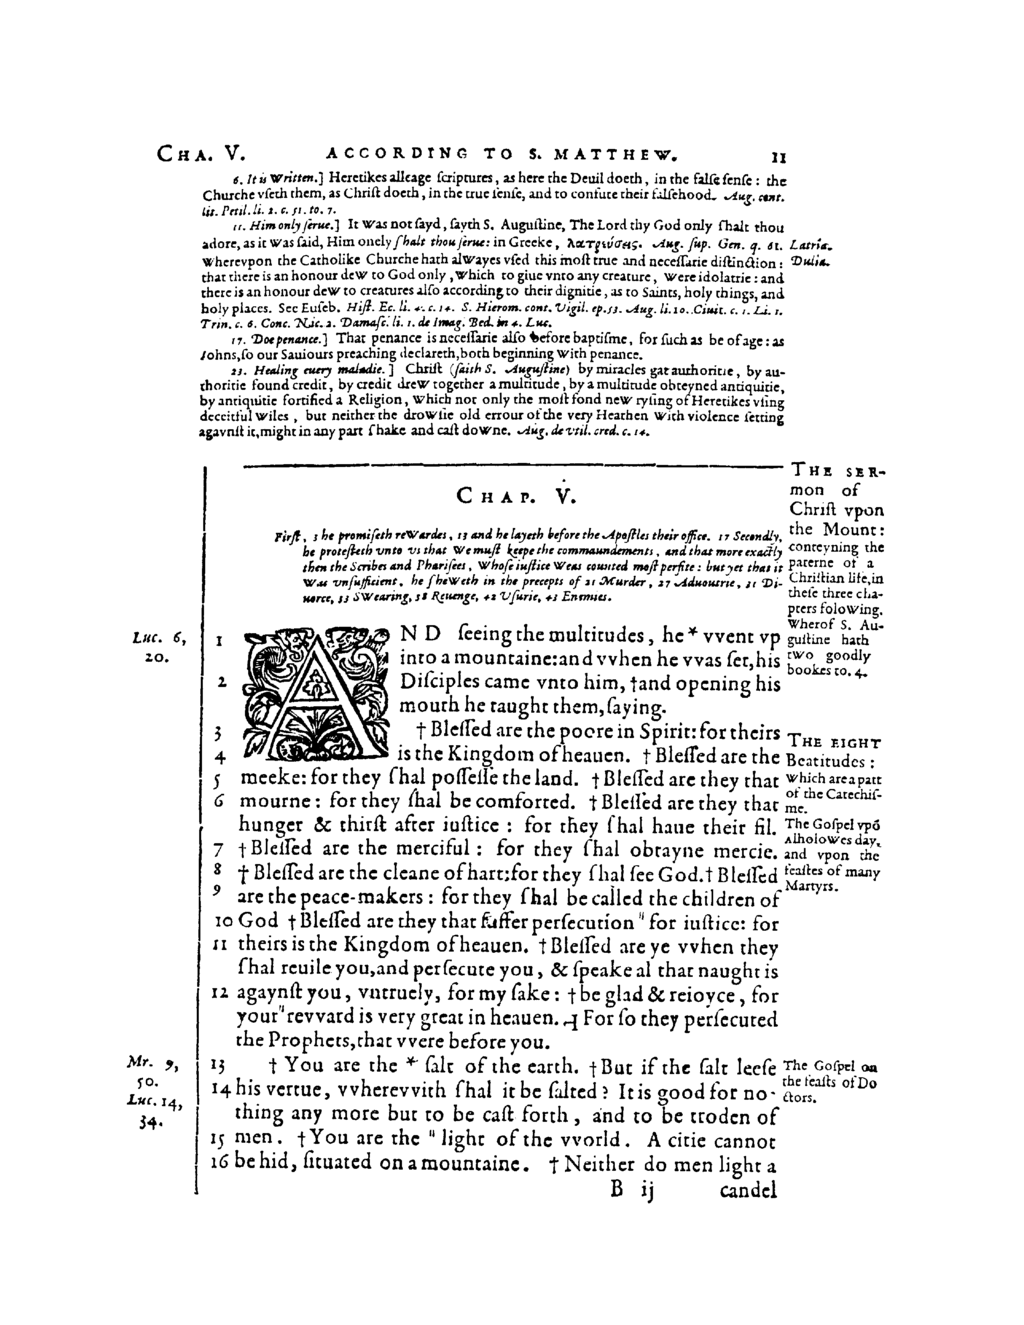 CHA. V. ACCORDING TO S. MATTHEW. 11
6. It is Written.] Heretikes alleage ſcriptures, as here the Deuil doeth, in the falſe ſenſe : the
Churche vſeth them, as Chriſt doeth, in the true ſenſe, and to confute their falſehood. Aug. cont.
lit. Petil. li. 2. c. 51. to. 7.
11. Him only ſerue.] It Was not ſayd, ſayth S. Auguſtine, The Lord thy God only ſhalt thou
adore, as it Was ſaid, Him onely ſhalt thou ſerue: in Greeke, λατρεύσεις. Aug. ſup. Gen. q. 61.
Latria.
Wherevpon the Catholike Churche hath alWayes vſed this moſt true and neceſſarie diſtinction :
Dulia.
that there is an honour deW to God only, Which to giue vnto any creature, Were idolatrie : and
there is an honour deW to creatures alſo according to their dignitie, as to Saints, holy things, and
holy places. See Euſeb. Hiſt. Ec. li. 4. c. 14. S. Hierom. cont. Vigil. ep. 53. Aug. li. 10. Ciuit. c. 1. Li. 1.
Trin. c. 6. Conc. Nic. 2. Damaſc. li. 1. de Imag. Bed. in 4. Luc.
17. Doe penance.] That penance is neceſſarie alſo before baptiſme, for ſuch as be of age : as
Iohns, ſo our Sauiours preaching declareth, both beginning With penance.
23. Healing euery maladie.] Chriſt (ſaith S. Auguſtine) by miracles gat authoritie, by au-
thoritie found credit, by credit dreW together a multitude, by a multitude obteyned antiquitie,
by antiquitie fortified a Religion, Which not only the moſt fond neW ryſing of Heretikes vſing
deceitful Wiles, but neither the droWſie old errour of the very Heathen With violence ſetting
agaynſt it, might in any part ſhake and caſt doWne. Aug. de vtil. cred. c. 14.
CHAP. V.
Firſt, 3 he promiſeth reWardes, 13 and he layeth before the Apoſtles their office. 17 Secondly,
he proteſteth vnto vs that We muſt keepe the commaundements, and that more exactly
then the Scribes and Phariſees, Whoſe iuſtice Was counted moſt perfite : but yet that it
Was vnſufficient, he ſheWeth in the precepts of 21 Murder, 27 Aduoutrie, 31 Di-
uorce, 33 SWearing, 38 Reuenge, 42 Vſurie, 43 Enemies.
THE SER-
mon of
Chriſt vpon
the Mount:
conteyning the
paterne of a
Chriſtian life, in
theſe three cha-
pters foloWing.
Wherof S. Au-
guſtine hath
tWo goodly
bookes to. 4.
Luc. 6,
20.
1 AND ſeeing the multitudes, he * vvent vp
into a mountaine: and vvhen he vvas ſet, his
2 Diſciples came vnto him, †and opening his
mouth he taught them, ſaying.
3 † Bleſſed are the poore in Spirit: for theirs
4 is the Kingdom of heauen. † Bleſſed are the
5 meeke: for they ſhal poſſeſſe the land. † Bleſſed are they that
6 mourne : for they ſhal be comforted. † Bleſſed are they that
hunger & thirſt after iuſtice : for they ſhal haue their fil.
7 † Bleſſed are the merciful : for they ſhal obtayne mercie.
8 † Bleſſed are the cleane of hart: for they ſhal ſee God. † Bleſſed
9 are the peace-makers : for they ſhal be called the children of
10 God † Bleſſed are they that ſuffer perſecution " for iuſtice: for
11 theirs is the Kingdom of heauen. † Bleſſed are ye vvhen they
ſhal reuile you, and perſecute you, & ſpeake al that naught is
12 agaynſt you, vntruely, for my ſake : † be glad & reioyce, for
your " revvard is very great in heauen. ⊣ For ſo they perſecuted
the Prophets, that vvere before you.
THE EIGHT
Beatitudes :
Which are a part
of the Catechiſ-
me.
The Goſpel vpō
AlholoWes day,
and vpon the
feaſtes of many
Martyrs.
Mr. 9,
50.
Luc. 14,
34.
13 † You are the * ſalt of the earth. † But if the ſalt leeſe
14 his vertue, vvherevvith ſhal it be ſalted? It is good for no-
thing any more but to be caſt forth, and to be troden of
15 men. † You are the " light of the vvorld. A citie cannot
16 be hid, ſituated on a mountaine. † Neither do men light a
The Goſpel on
the feaſts of Do
ctors.
B ij candel